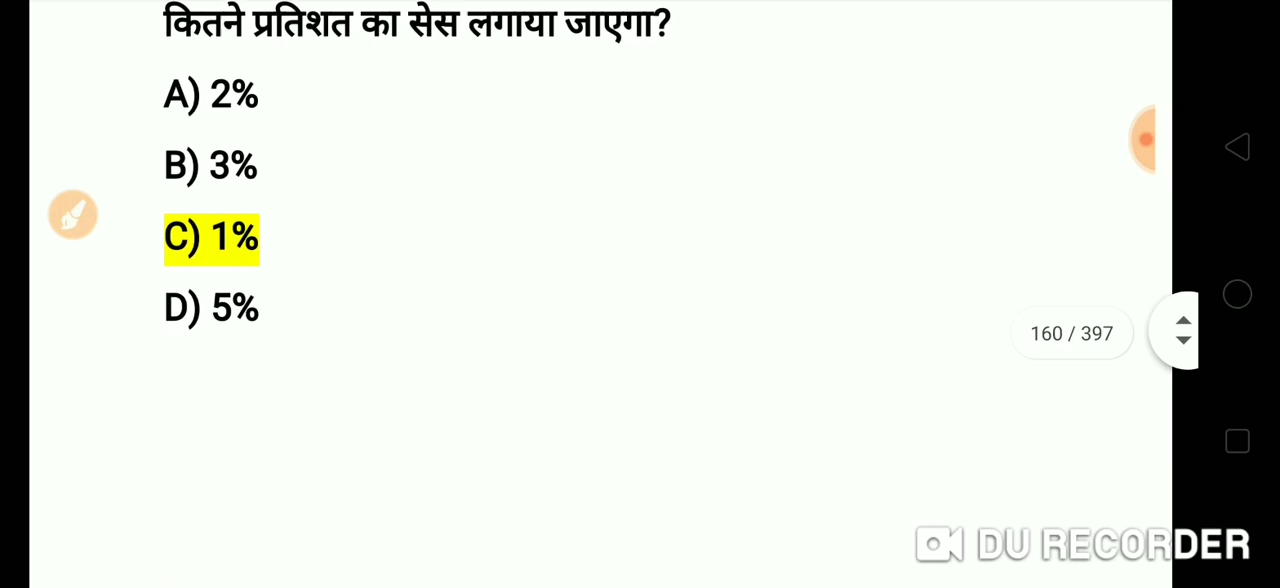 कितने प्रतिशत का सेस लगाया जाएगा?
A) 2%
B) 3%
C) 1%
D) 5%
160 / 397
DU RECORDER